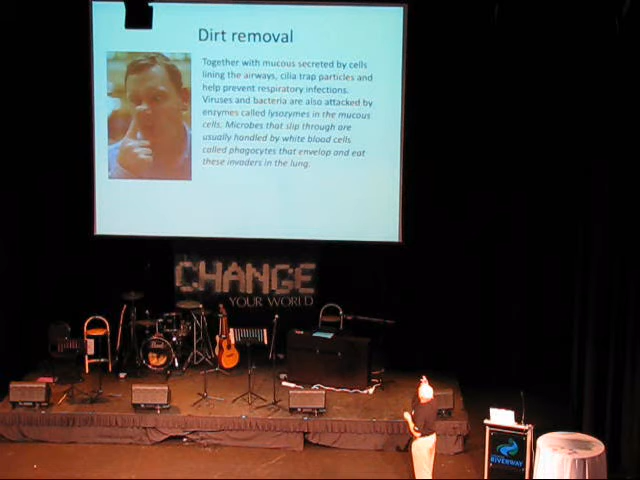 Dirt removal
Together with mucous secreted by cells
lining the airways, cilia trap particles and
help prevent respiratory infections.
Viruses and bacteria are also attacked by
enzymes called lysozymes in the mucous
cells. Microbes that slip through are
usually handled by white blood cells
called phagocytes that envelop and eat
these invaders in the lung.
CHANGE
YOUR WORLD
RIVERWAY